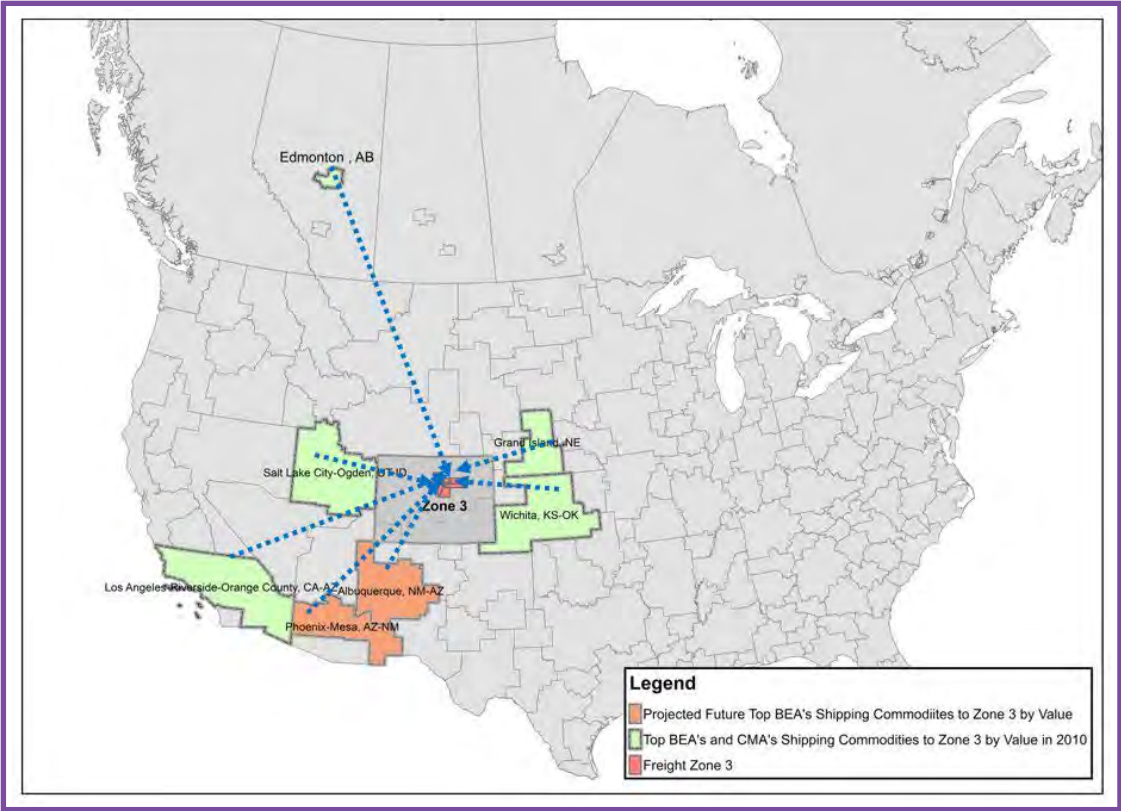 Edmonton , AB
Grand Island, NE
Salt Lake City-Ogden, UT-ID
Zone 3
Wichita, KS-OK
Los Angeles-Riverside-Orange County, CA-AZ
Albuquerque, NM-AZ
Phoenix-Mesa, AZ-NM
Legend
Projected Future Top BEA's Shipping Commodiites to Zone 3 by Value
Top BEA's and CMA's Shipping Commodities to Zone 3 by Value in 2010
Freight Zone 3